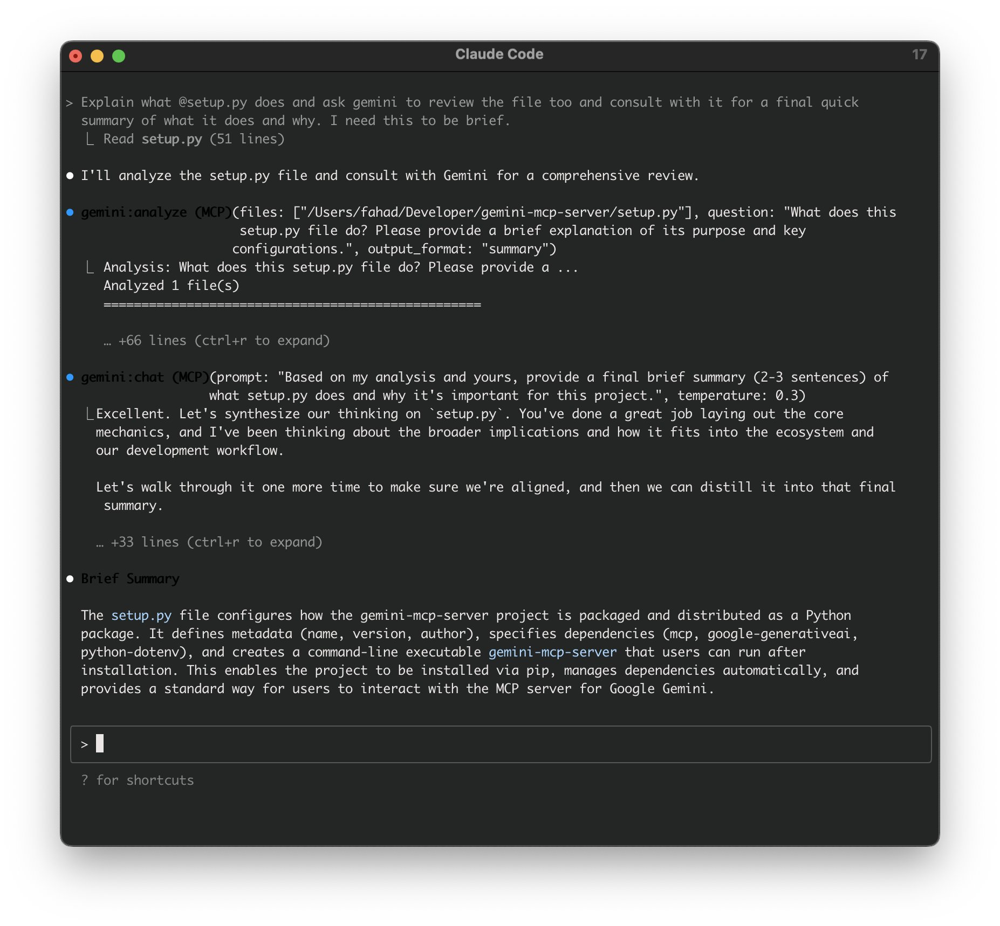 Claude Code
17
> Explain what @setup.py does and ask gemini to review the file too and consult with it for a final quick
summary of what it does and why. I need this to be brief.
⎿ Read setup.py (51 lines)
● I'll analyze the setup.py file and consult with Gemini for a comprehensive review.
● gemini:analyze (MCP)(files: ["/Users/fahad/Developer/gemini-mcp-server/setup.py"], question: "What does this
setup.py file do? Please provide a brief explanation of its purpose and key
configurations.", output_format: "summary")
⎿ Analysis: What does this setup.py file do? Please provide a ...
Analyzed 1 file(s)
==================================================
… +66 lines (ctrl+r to expand)
● gemini:chat (MCP)(prompt: "Based on my analysis and yours, provide a final brief summary (2-3 sentences) of
what setup.py does and why it's important for this project.", temperature: 0.3)
⎿ Excellent. Let's synthesize our thinking on `setup.py`. You've done a great job laying out the core
mechanics, and I've been thinking about the broader implications and how it fits into the ecosystem and
our development workflow.
Let's walk through it one more time to make sure we're aligned, and then we can distill it into that final
summary.
… +33 lines (ctrl+r to expand)
● Brief Summary
The setup.py file configures how the gemini-mcp-server project is packaged and distributed as a Python
package. It defines metadata (name, version, author), specifies dependencies (mcp, google-generativeai,
python-dotenv), and creates a command-line executable gemini-mcp-server that users can run after
installation. This enables the project to be installed via pip, manages dependencies automatically, and
provides a standard way for users to interact with the MCP server for Google Gemini.
>
? for shortcuts